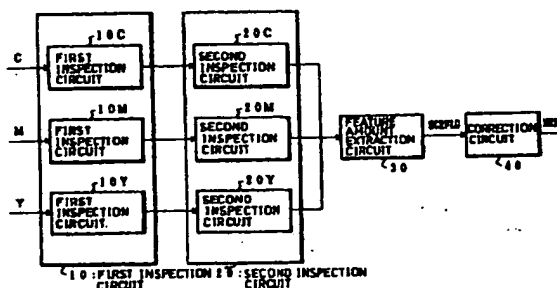 10C
20C
C
FIRST
INSPECTION
CIRCUIT
SECOND
INSPECTION
CIRCUIT
10M
20M
M
FIRST
INSPECTION
CIRCUIT
SECOND
INSPECTION
CIRCUIT
FEATURE
AMOUNT
EXTRACTION
CIRCUIT
30
CORRECTION
CIRCUIT
40
10Y
20Y
Y
FIRST
INSPECTION
CIRCUIT.
SECOND
INSPECTION
CIRCUIT
10:FIRST INSPECTION
CIRCUIT
20:SECOND INSPECTION
CIRCUIT